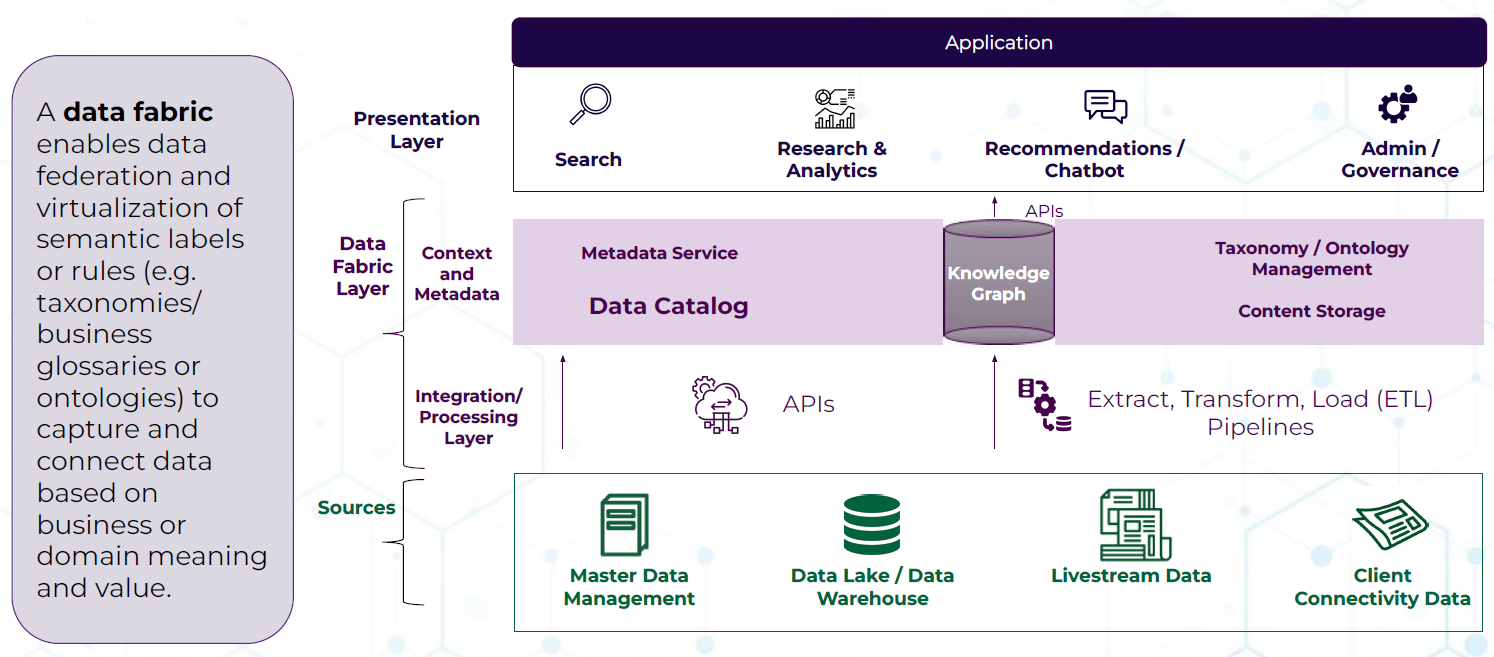 A data fabric
enables data
federation and
virtualization of
semantic labels
or rules (e.g.
taxonomies/
business
glossaries or
ontologies) to
capture and
connect data
based on
business or
domain meaning
and value.
Application
Presentation
Layer
Search
Research &
Analytics
Recommendations /
Chatbot
Admin /
Governance
APIs
Data
Fabric
Layer
Context
and
Metadata
Metadata Service
Data Catalog
Knowledge
Graph
Taxonomy / Ontology
Management
Content Storage
Integration/
Processing
Layer
APIs
Extract, Transform, Load (ETL)
Pipelines
Sources
Master Data
Management
Data Lake / Data
Warehouse
Livestream Data
Client
Connectivity Data